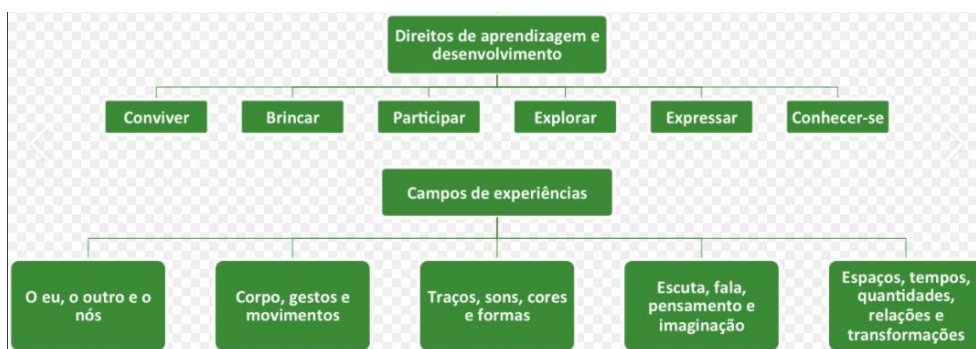 Direitos de aprendizagem e
desenvolvimento
Conviver
Brincar
Participar
Explorar
Expressar
Conhecer-se
Campos de experiências
O eu, o outro e o
nós
Corpo, gestos e
movimentos
Traços, sons, cores
e formas
Escuta, fala,
pensamento e
imaginação
Espaços, tempos,
quantidades,
relações e
transformações